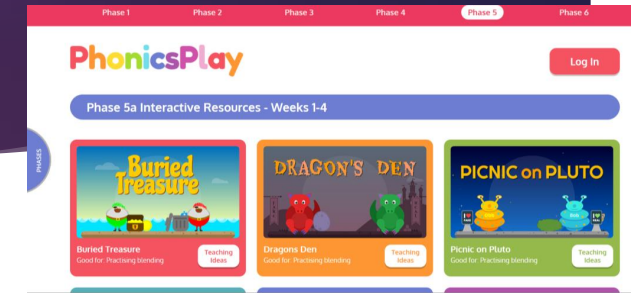 Phase 1 Phase 2 Phase 3 Phase 4 Phase 5 Phase 6
PhonicsPlay
Log In
Phase 5a Interactive Resources - Weeks 1-4
PHASES
Buried
Treasure
DRAGON'S DEN
PICNIC on PLUTO
Buried Treasure
Good for: Practising blending
Teaching
Ideas
Dragons Den
Good for: Practising blending
Teaching
Ideas
Picnic on Pluto
Good for: Practising blending
Teaching
Ideas